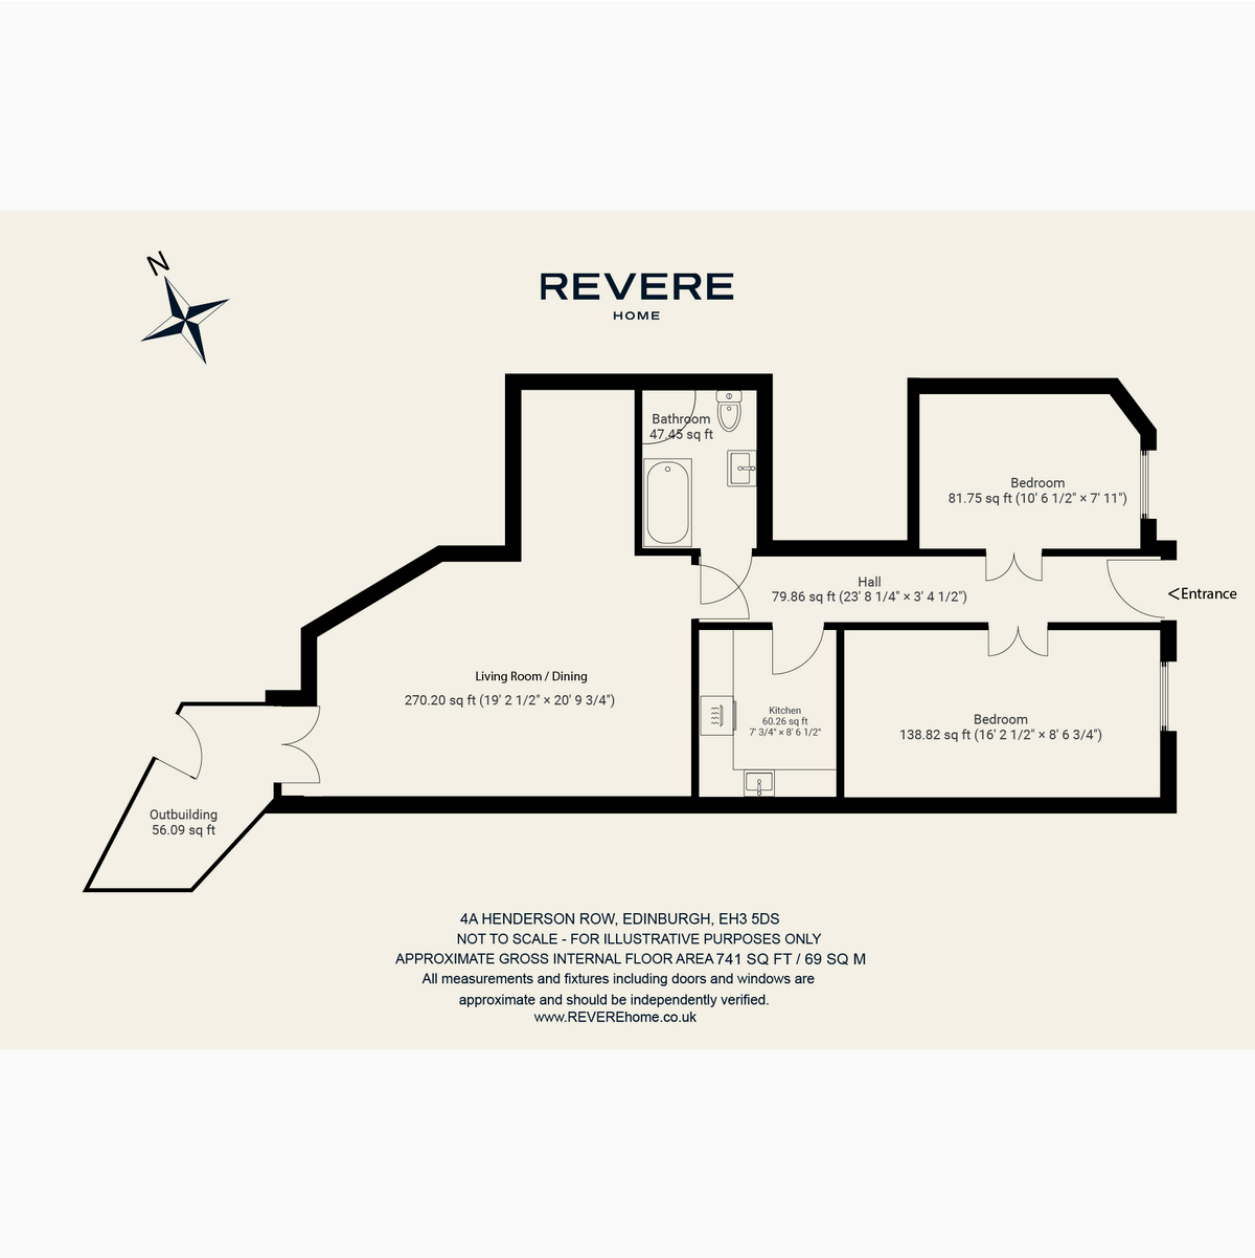 N
REVERE
HOME
Bathroom
47.45 sq ft
Bedroom
81.75 sq ft (10' 6 1/2" × 7' 11")
Hall
79.86 sq ft (23' 8 1/4" × 3' 4 1/2")
<Entrance
Living Room / Dining
270.20 sq ft (19' 2 1/2" × 20' 9 3/4")
Kitchen
60.26 sq ft
7' 3/4" × 8' 6 1/2"
Bedroom
138.82 sq ft (16' 2 1/2" × 8' 6 3/4")
Outbuilding
56.09 sq ft
4A HENDERSON ROW, EDINBURGH, EH3 5DS
NOT TO SCALE - FOR ILLUSTRATIVE PURPOSES ONLY
APPROXIMATE GROSS INTERNAL FLOOR AREA 741 SQ FT / 69 SQ M
All measurements and fixtures including doors and windows are
approximate and should be independently verified.
www.REVEREhome.co.uk